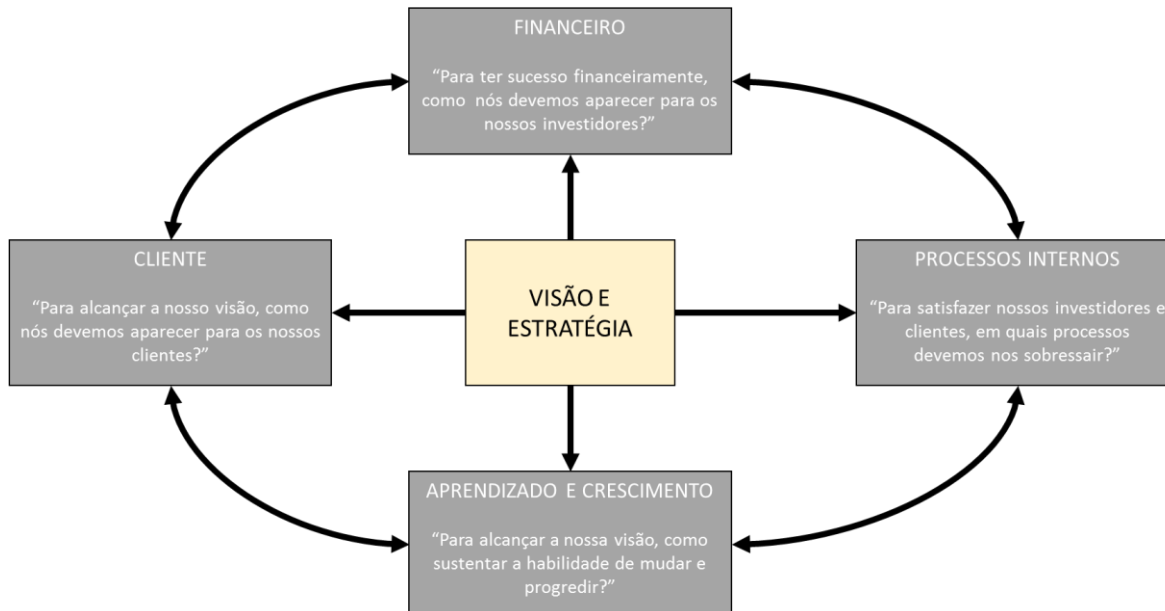 FINANCEIRO
“Para ter sucesso financeiramente,
como nós devemos aparecer para os
nossos investidores?”
CLIENTE
“Para alcançar a nosso visão, como
nós devemos aparecer para os nossos
clientes?”
VISÃO E
ESTRATÉGIA
PROCESSOS INTERNOS
“Para satisfazer nossos investidores e
clientes, em quais processos
devemos nos sobressair?”
APRENDIZADO E CRESCIMENTO
“Para alcançar a nossa visão, como
sustentar a habilidade de mudar e
progredir?”